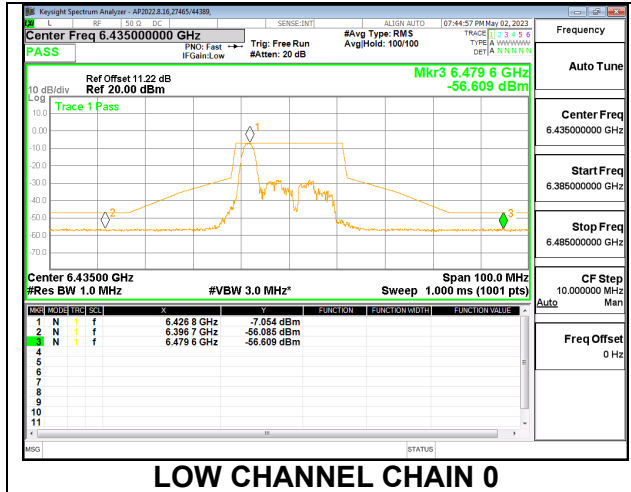 Keysight Spectrum Analyzer - AP2022.8.16,27465/44389,
L RF 50 Ω DC SENSE:INT ALIGN AUTO 07:44:57 PM May 02, 2023
Center Freq 6.435000000 GHz #Avg Type: RMS TRACE 1 2 3 4 5 6 Frequency
PASS PNO: Fast Trig: Free Run Avg|Hold: 100/100 TYPE A WWWWW
IFGain:Low #Atten: 20 dB DET A N N N N N
Auto Tune
Ref Offset 11.22 dB Mkr3 6.479 6 GHz
10 dB/div Ref 20.00 dBm -56.609 dBm
Log
Trace 1 Pass
10.0
0.00
-10.0
-20.0
-30.0
-40.0
-50.0
-60.0
-70.0
1
2
3
Center Freq
6.435000000 GHz
Start Freq
6.385000000 GHz
Stop Freq
6.485000000 GHz
Center 6.43500 GHz Span 100.0 MHz
#Res BW 1.0 MHz #VBW 3.0 MHz* Sweep 1.000 ms (1001 pts)
CF Step
10.000000 MHz
Auto Man
MKR MODE TRC SCL X Y FUNCTION FUNCTION WIDTH FUNCTION VALUE
1 N 1 f 6.426 8 GHz -7.054 dBm
2 N 1 f 6.396 7 GHz -56.085 dBm
3 N 1 f 6.479 6 GHz -56.609 dBm
4
5
6
7
8
9
10
11
Freq Offset
0 Hz
MSG STATUS
LOW CHANNEL CHAIN 0